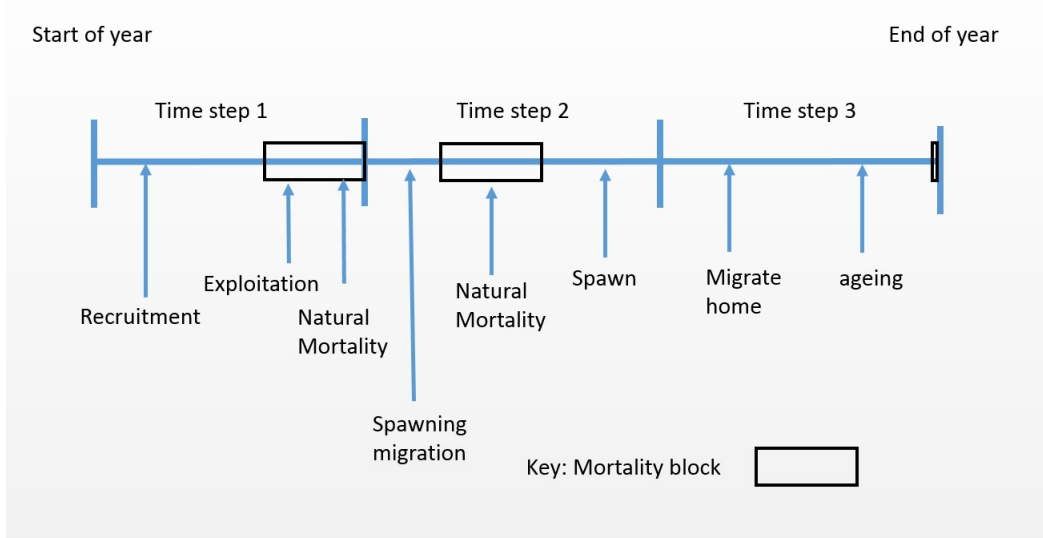 Start of year
End of year
Time step 1
Time step 2
Time step 3
Exploitation
Recruitment
Natural
Mortality
Spawning
migration
Natural
Mortality
Spawn
Migrate
home
ageing
Key: Mortality block